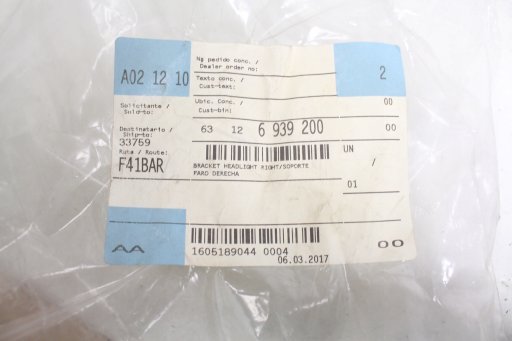 Nº pedido conc. /
Dealer order no:
A02 12 10
Texto conc. /
Cust-text:
2
Solicitante /
Sold-to:
Ubic. Conc. /
Cust-bin:
00
Destinatario /
Ship-to:
33759
63 12 6 939 200
00
Ruta / Route:
F41BAR
BRACKET HEADLIGHT RIGHT/SOPORTE
FARO DERECHA
UN
/
01
AA
1605189044 0004
06.03.2017
00